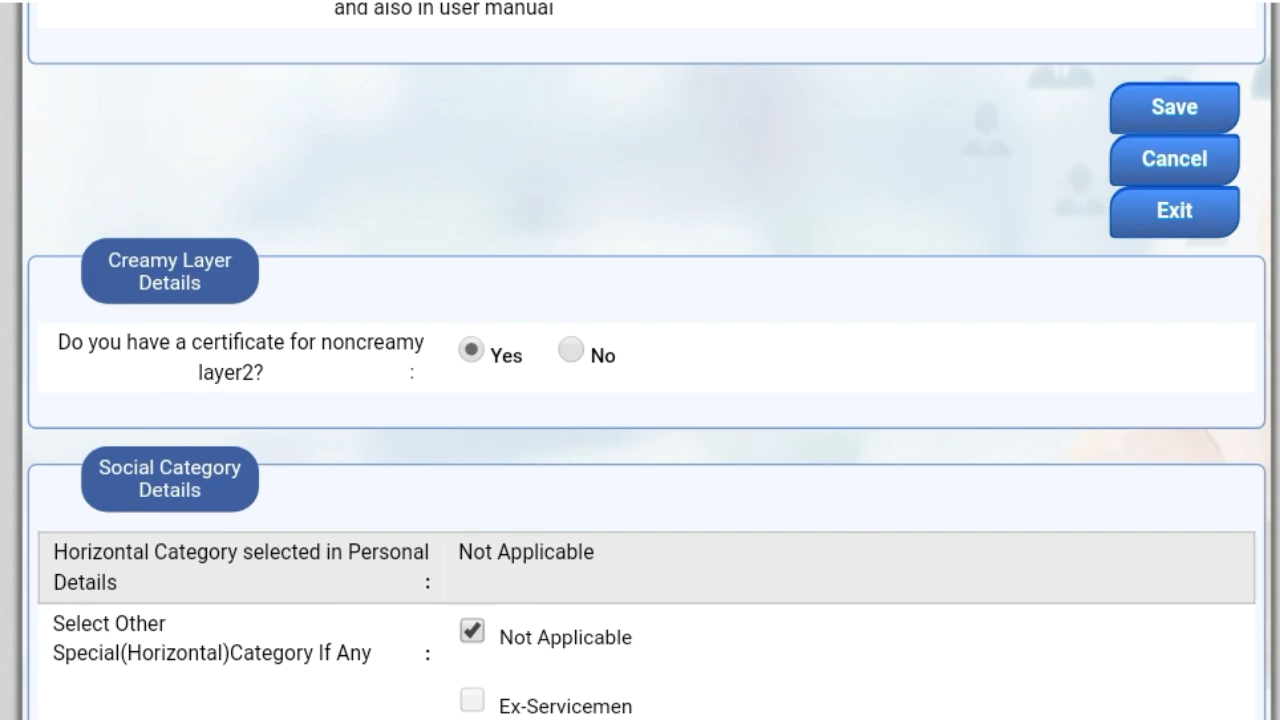 and also in user manual
Save
Cancel
Exit
Creamy Layer
Details
Do you have a certificate for noncreamy
layer2? :
Yes No
Social Category
Details
Horizontal Category selected in Personal
Details :
Not Applicable
Select Other
Special(Horizontal)Category If Any :
Not Applicable
Ex-Servicemen